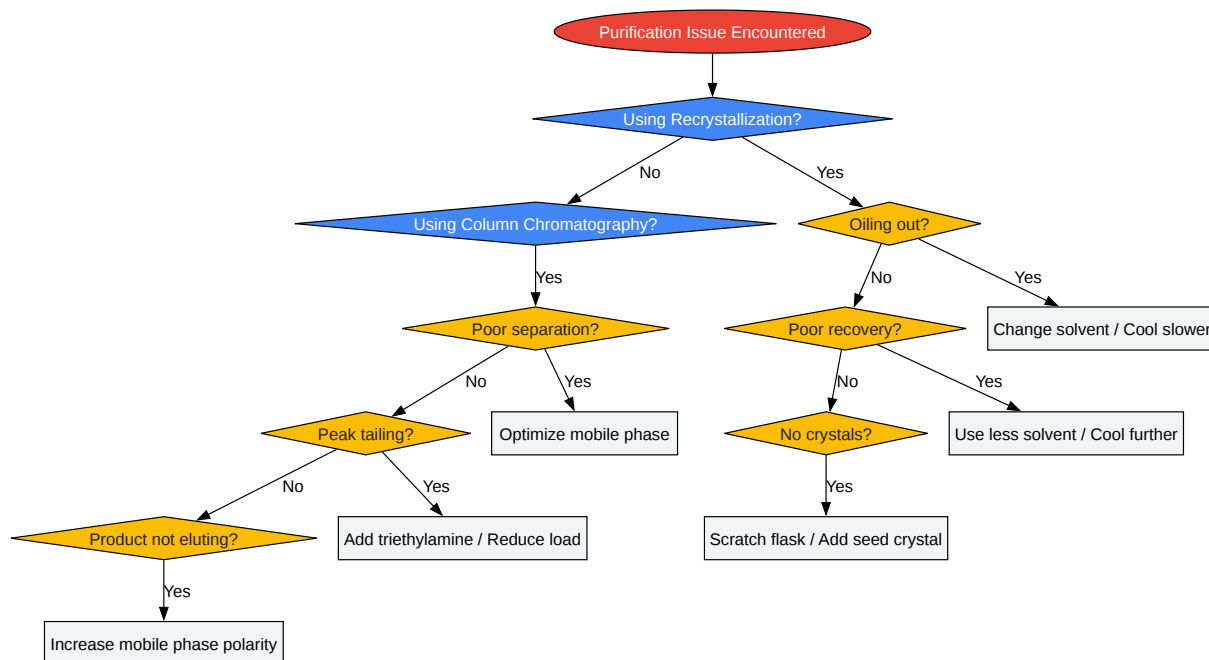 Purification Issue Encountered
Using Recrystallization?
No
Yes
Using Column Chromatography?
Oiling out?
Yes
No
Yes
Poor separation?
Poor recovery?
Change solvent / Cool slower
No
Yes
No
Yes
Peak tailing?
Optimize mobile phase
No crystals?
Use less solvent / Cool further
No
Yes
Yes
Product not eluting?
Add triethylamine / Reduce load
Scratch flask / Add seed crystal
Yes
Increase mobile phase polarity